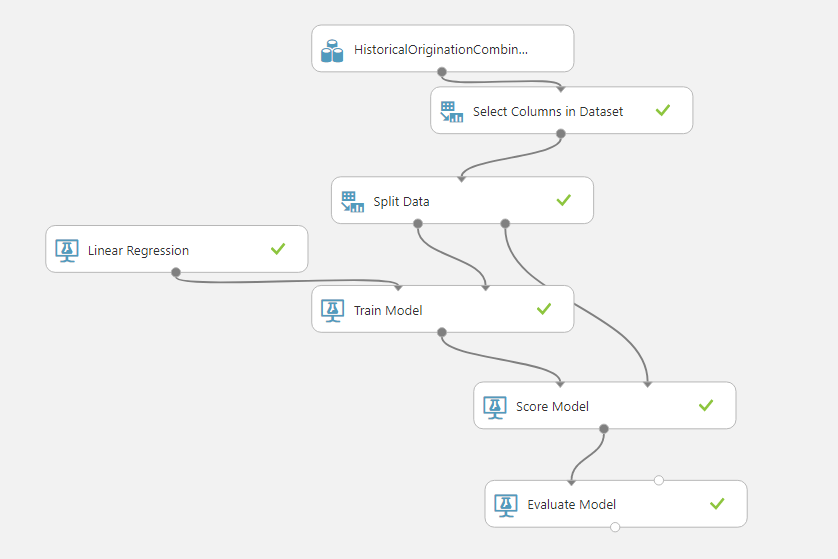 HistoricalOriginationCombin...
Select Columns in Dataset
Split Data
Linear Regression
Train Model
Score Model
Evaluate Model